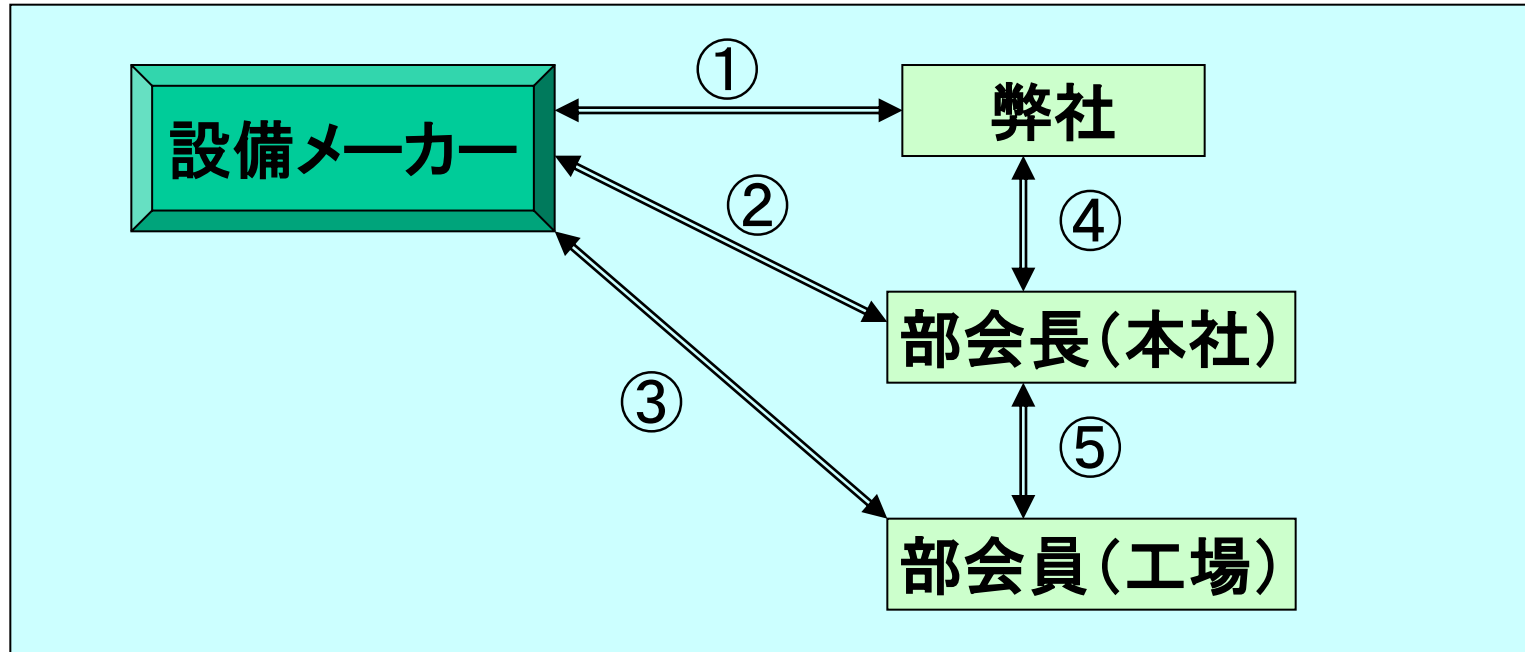 ①
設備メーカー
弊社
②
④
部会長(本社)
③
⑤
部会員(工場)